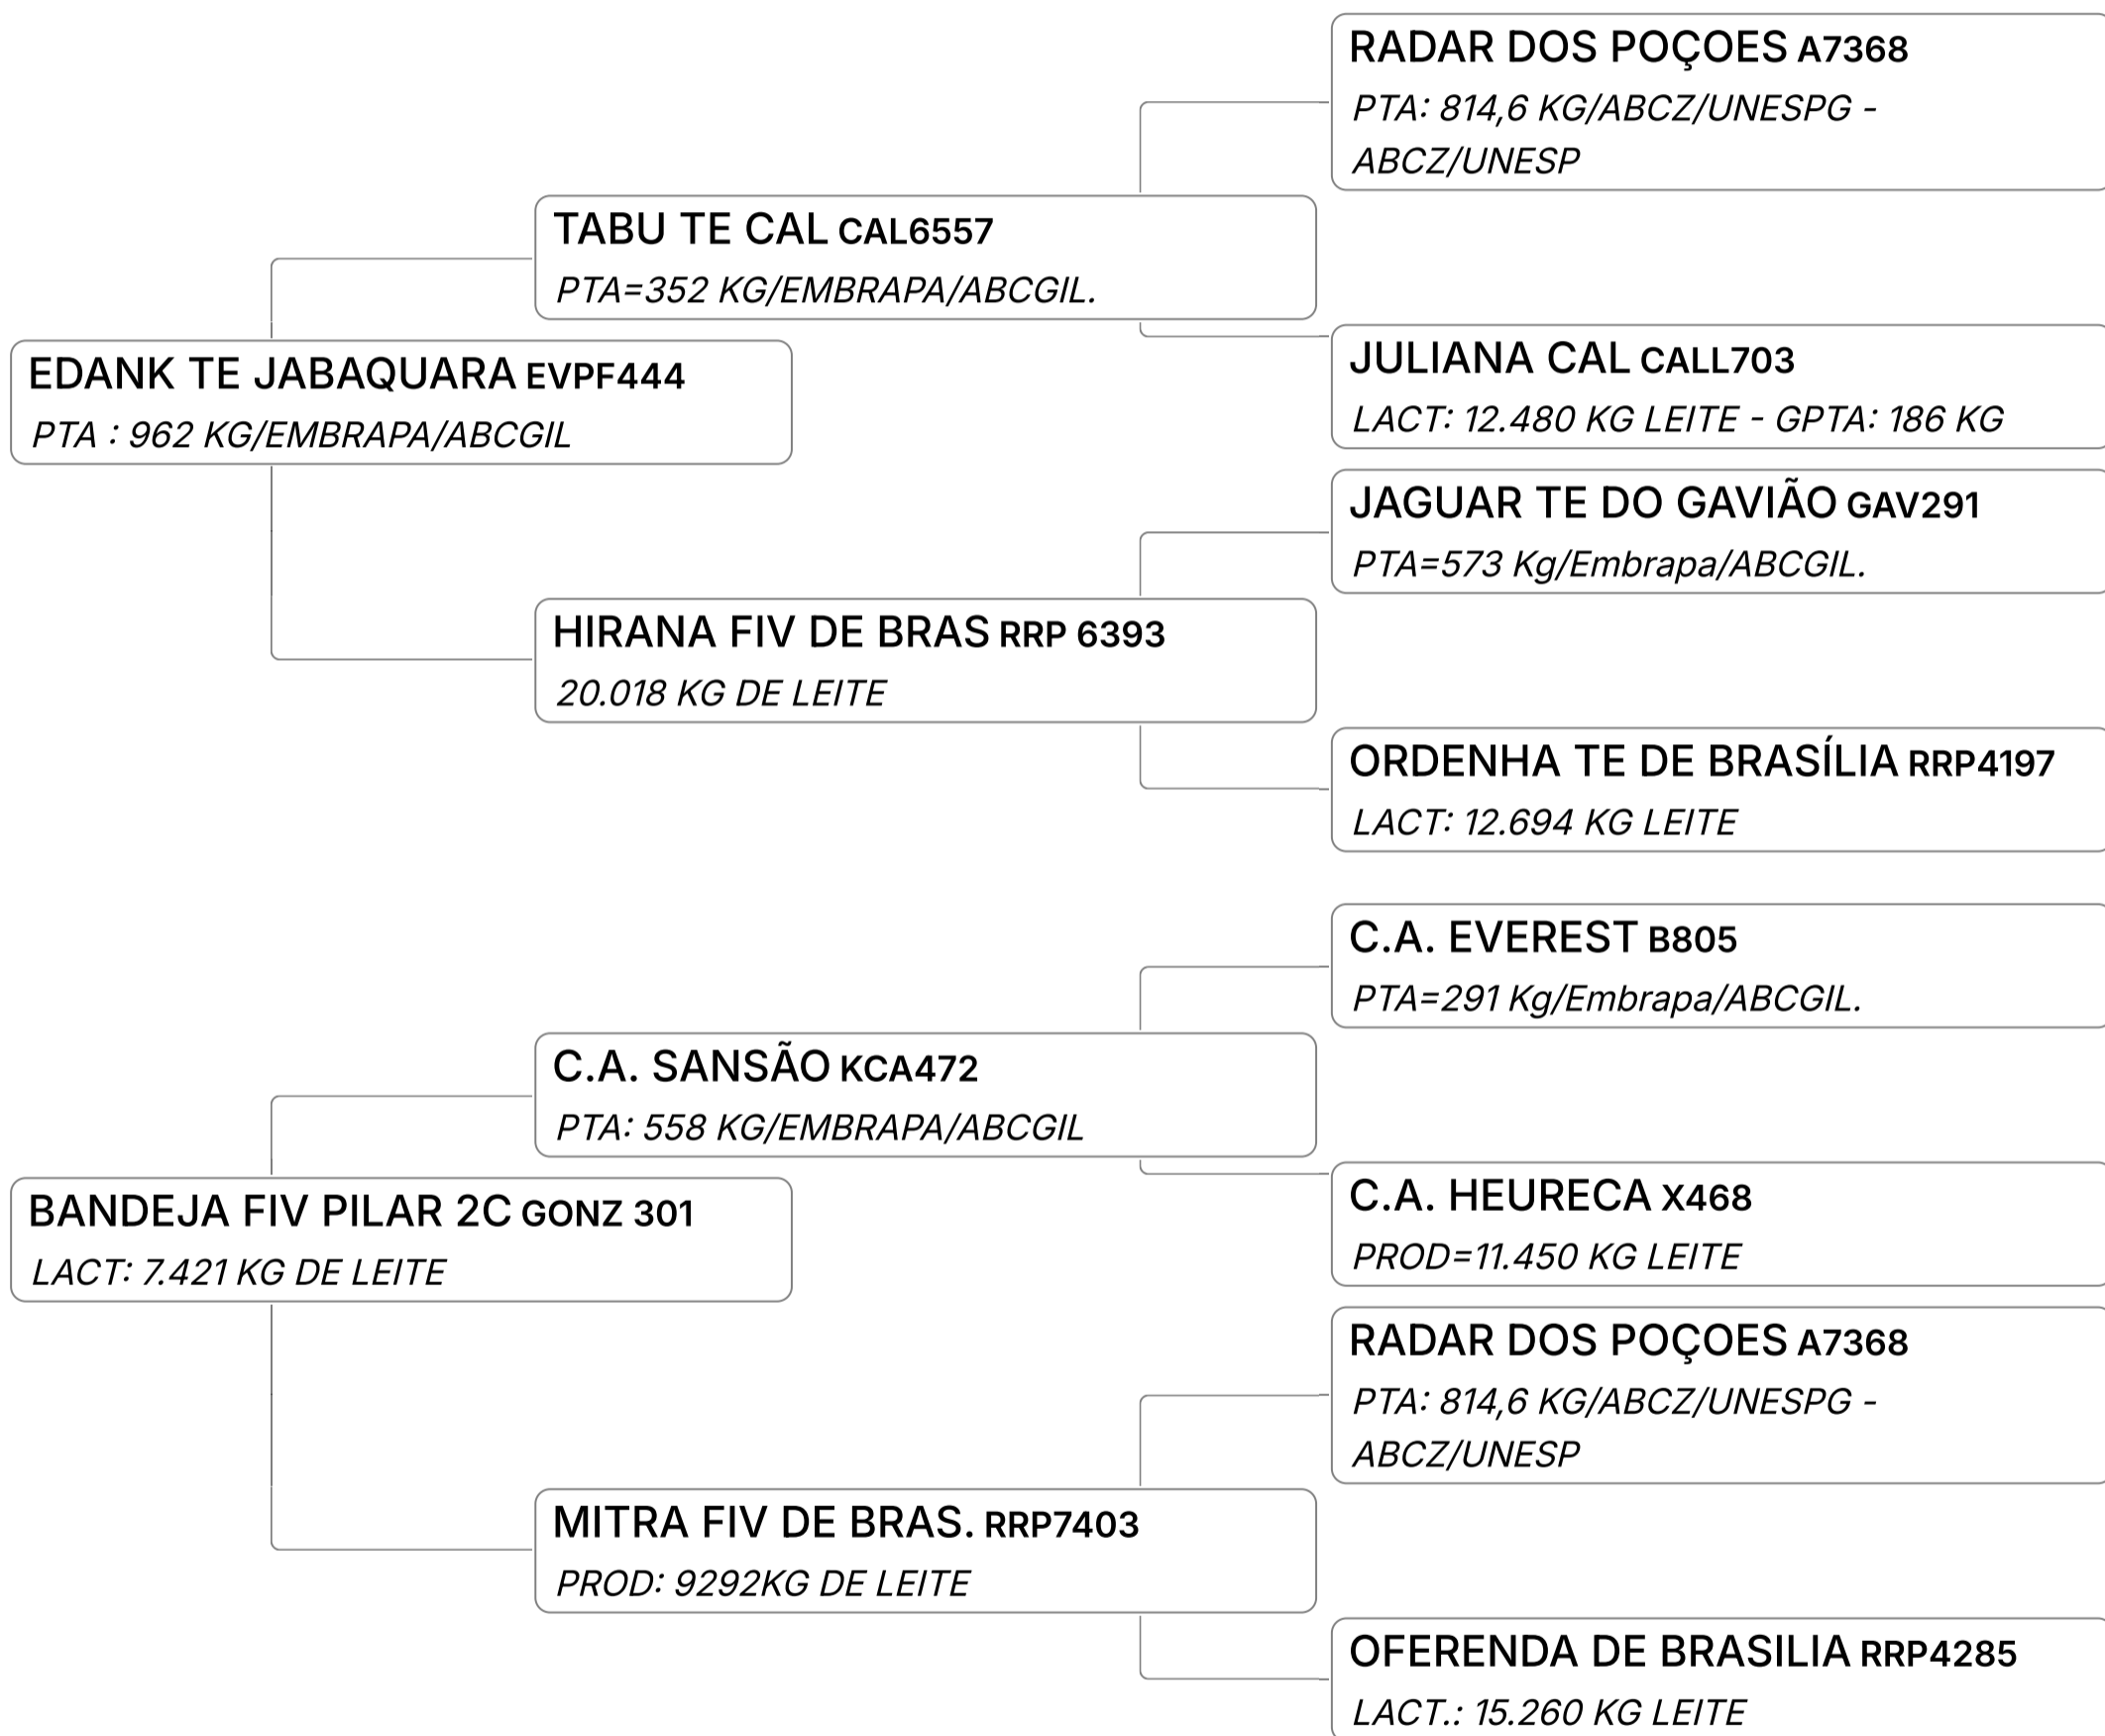 RADAR DOS POÇOES A7368
PTA: 814,6 KG/ABCZ/UNESPG -
ABCZ/UNESP
TABU TE CAL CAL6557
PTA=352 KG/EMBRAPA/ABCGIL.
JULIANA CAL CALL703
LACT: 12.480 KG LEITE - GPTA: 186 KG
EDANK TE JABAQUARA EVPF444
PTA : 962 KG/EMBRAPA/ABCGIL
JAGUAR TE DO GAVIÃO GAV291
PTA=573 Kg/Embrapa/ABCGIL.
HIRANA FIV DE BRAS RRP 6393
20.018 KG DE LEITE
ORDENHA TE DE BRASÍLIA RRP4197
LACT: 12.694 KG LEITE
C.A. EVEREST B805
PTA=291 Kg/Embrapa/ABCGIL.
C.A. SANSÃO KCA472
PTA: 558 KG/EMBRAPA/ABCGIL
C.A. HEURECA X468
PROD=11.450 KG LEITE
BANDEJA FIV PILAR 2C GONZ 301
LACT: 7.421 KG DE LEITE
RADAR DOS POÇOES A7368
PTA: 814,6 KG/ABCZ/UNESPG -
ABCZ/UNESP
MITRA FIV DE BRAS. RRP7403
PROD: 9292KG DE LEITE
OFERENDA DE BRASILIA RRP4285
LACT.: 15.260 KG LEITE